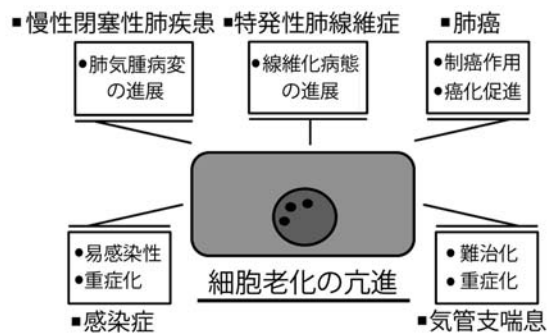 ■慢性閉塞性肺疾患
●肺気腫病変
の進展
■特発性肺線維症
●線維化病態
の進展
■肺癌
●制癌作用
●癌化促進
●易感染性
●重症化
■感染症
細胞老化の亢進
●難治化
●重症化
■気管支喘息